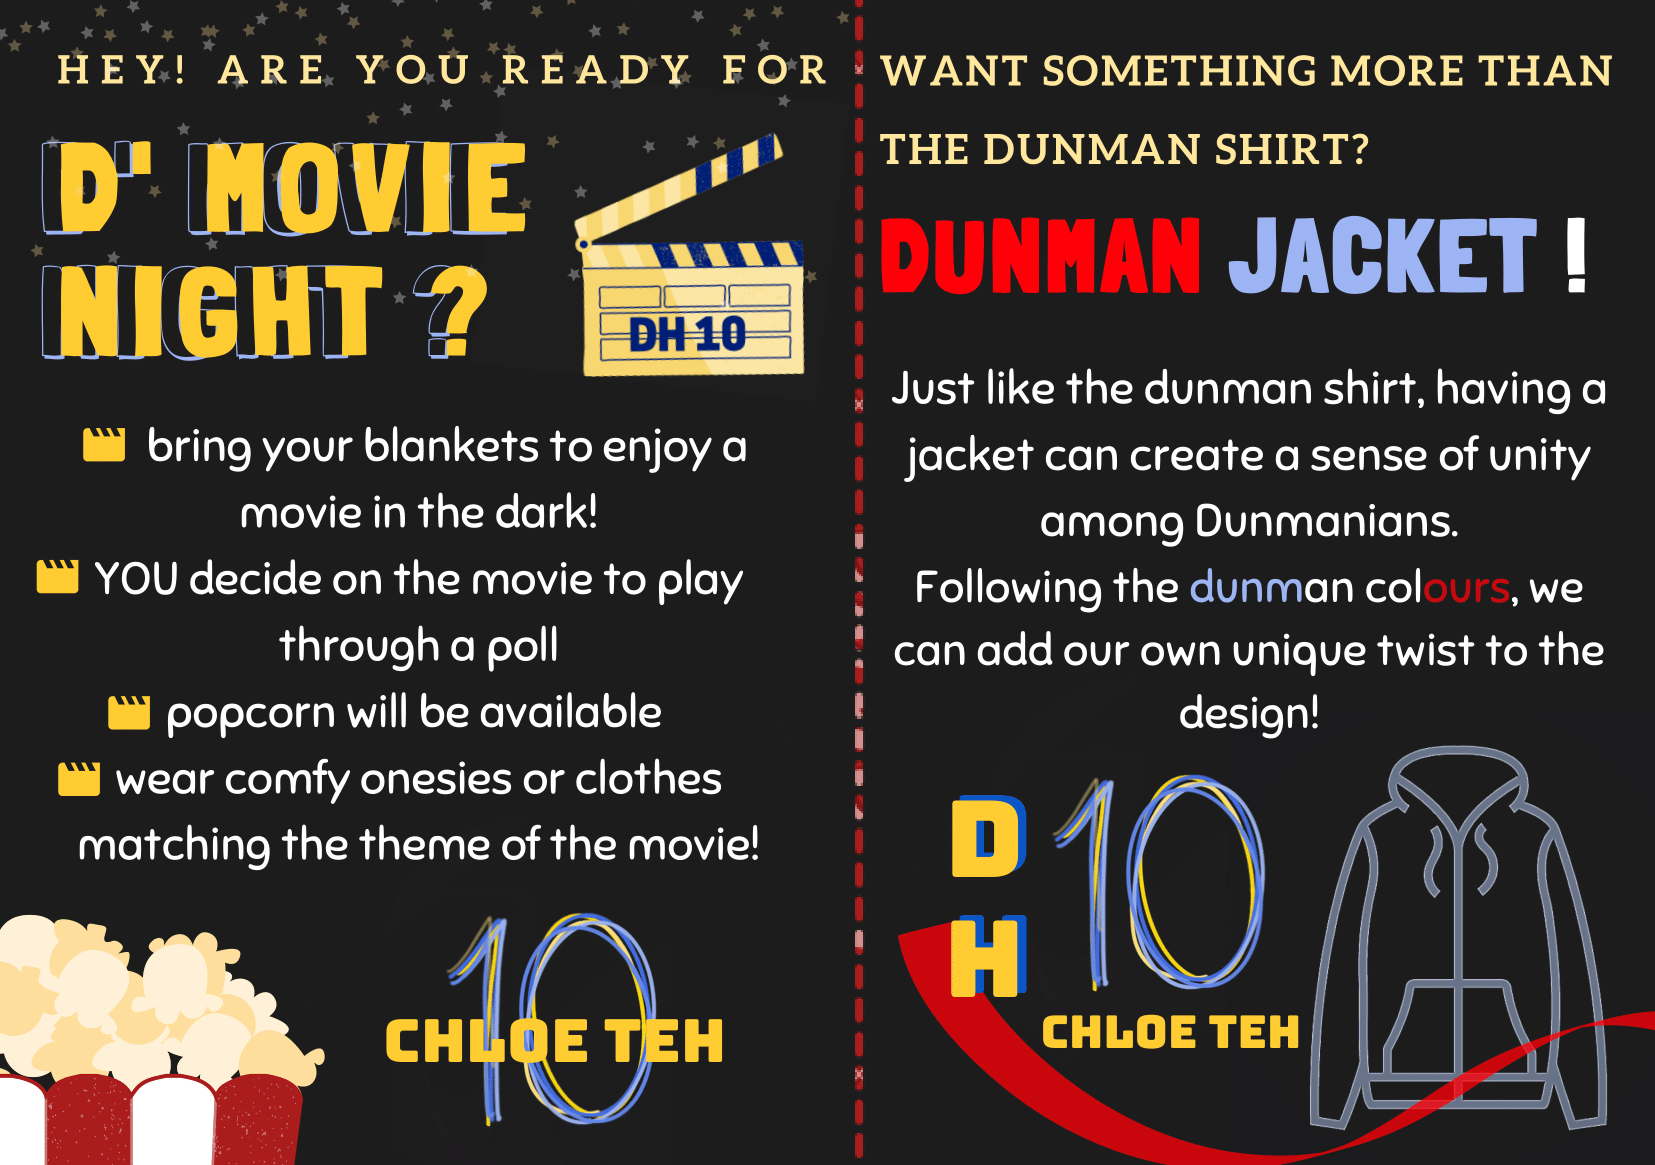 HEY! ARE YOU READY FOR
D' MOVIE
NIGHT ?
DH 10
bring your blankets to enjoy a
movie in the dark!
YOU decide on the movie to play
through a poll
popcorn will be available
wear comfy onesies or clothes
matching the theme of the movie!
10
CHLOE TEH
WANT SOMETHING MORE THAN
THE DUNMAN SHIRT?
DUNMAN JACKET !
Just like the dunman shirt, having a
jacket can create a sense of unity
among Dunmanians.
Following the dunman colours, we
can add our own unique twist to the
design!
D
H
10
CHLOE TEH